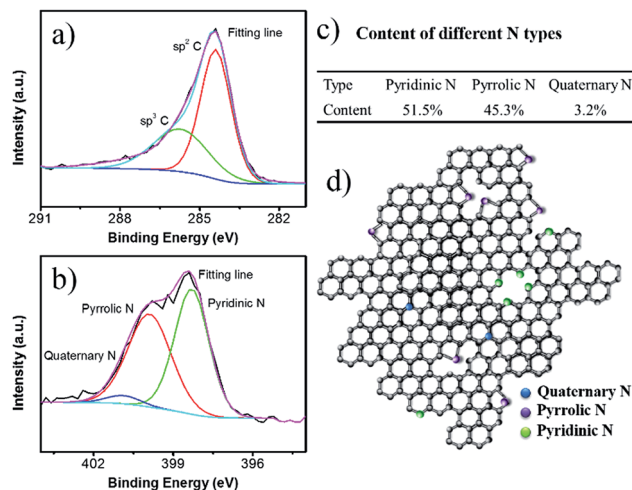 a)
sp² C
Fitting line
sp³ C
Intensity (a.u.)
291 288 285 282
Binding Energy (eV)
b)
Fitting line
Pyrrolic N
Pyridinic N
Quaternary N
Intensity (a.u.)
402 399 396
Binding Energy (eV)
c) Content of different N types
Type Pyridinic N Pyrrolic N Quaternary N
Content 51.5% 45.3% 3.2%
d)
Quaternary N
Pyrrolic N
Pyridinic N